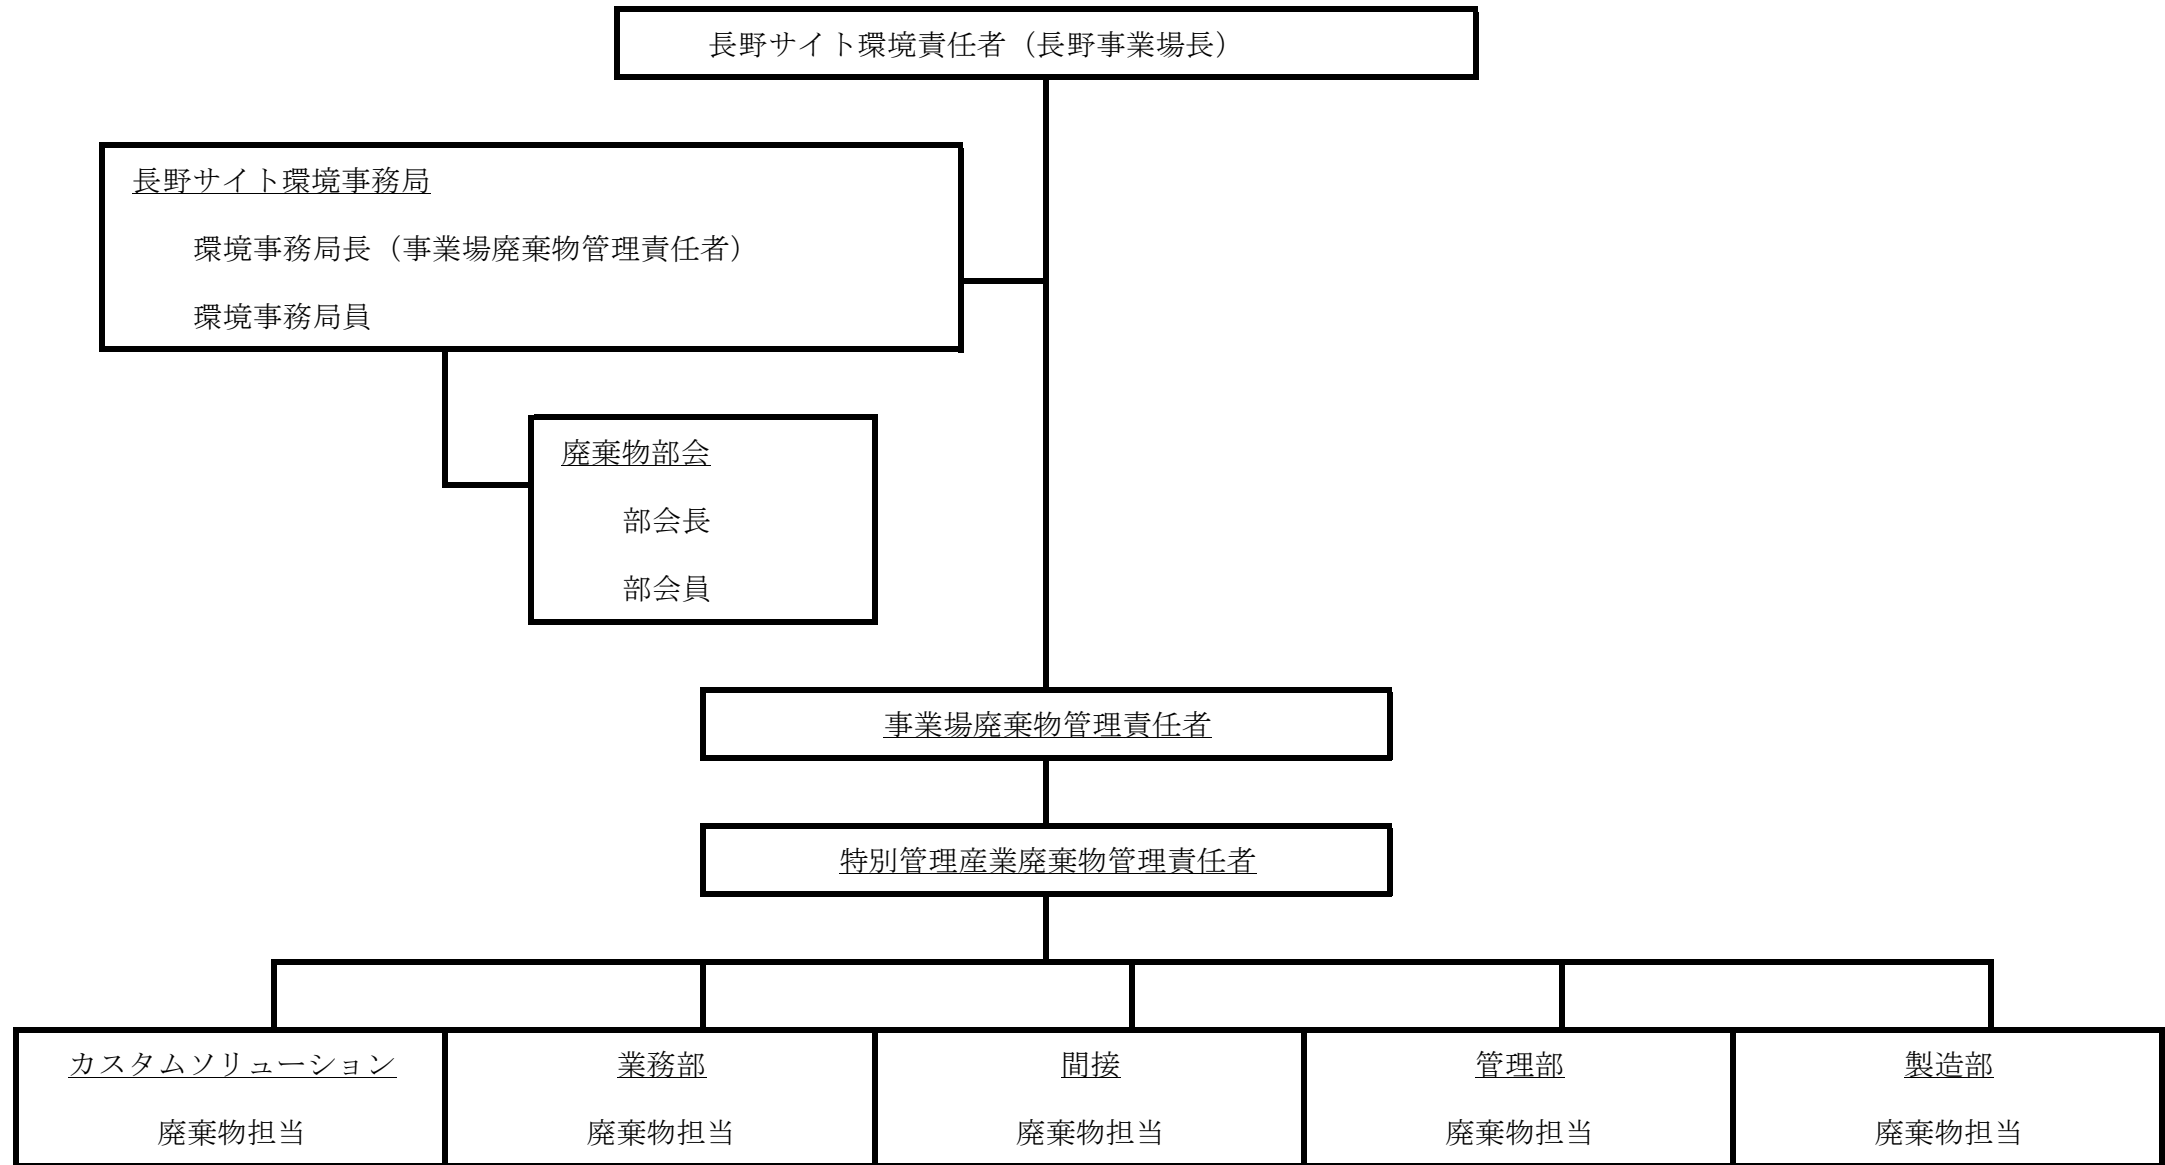 長野サイト環境責任者（長野事業場長）
長野サイト環境事務局
環境事務局長（事業場廃棄物管理責任者）
環境事務局員
廃棄物部会
部会長
部会員
事業場廃棄物管理責任者
特別管理産業廃棄物管理責任者
カスタムソリューション
廃棄物担当
業務部
廃棄物担当
間接
廃棄物担当
管理部
廃棄物担当
製造部
廃棄物担当